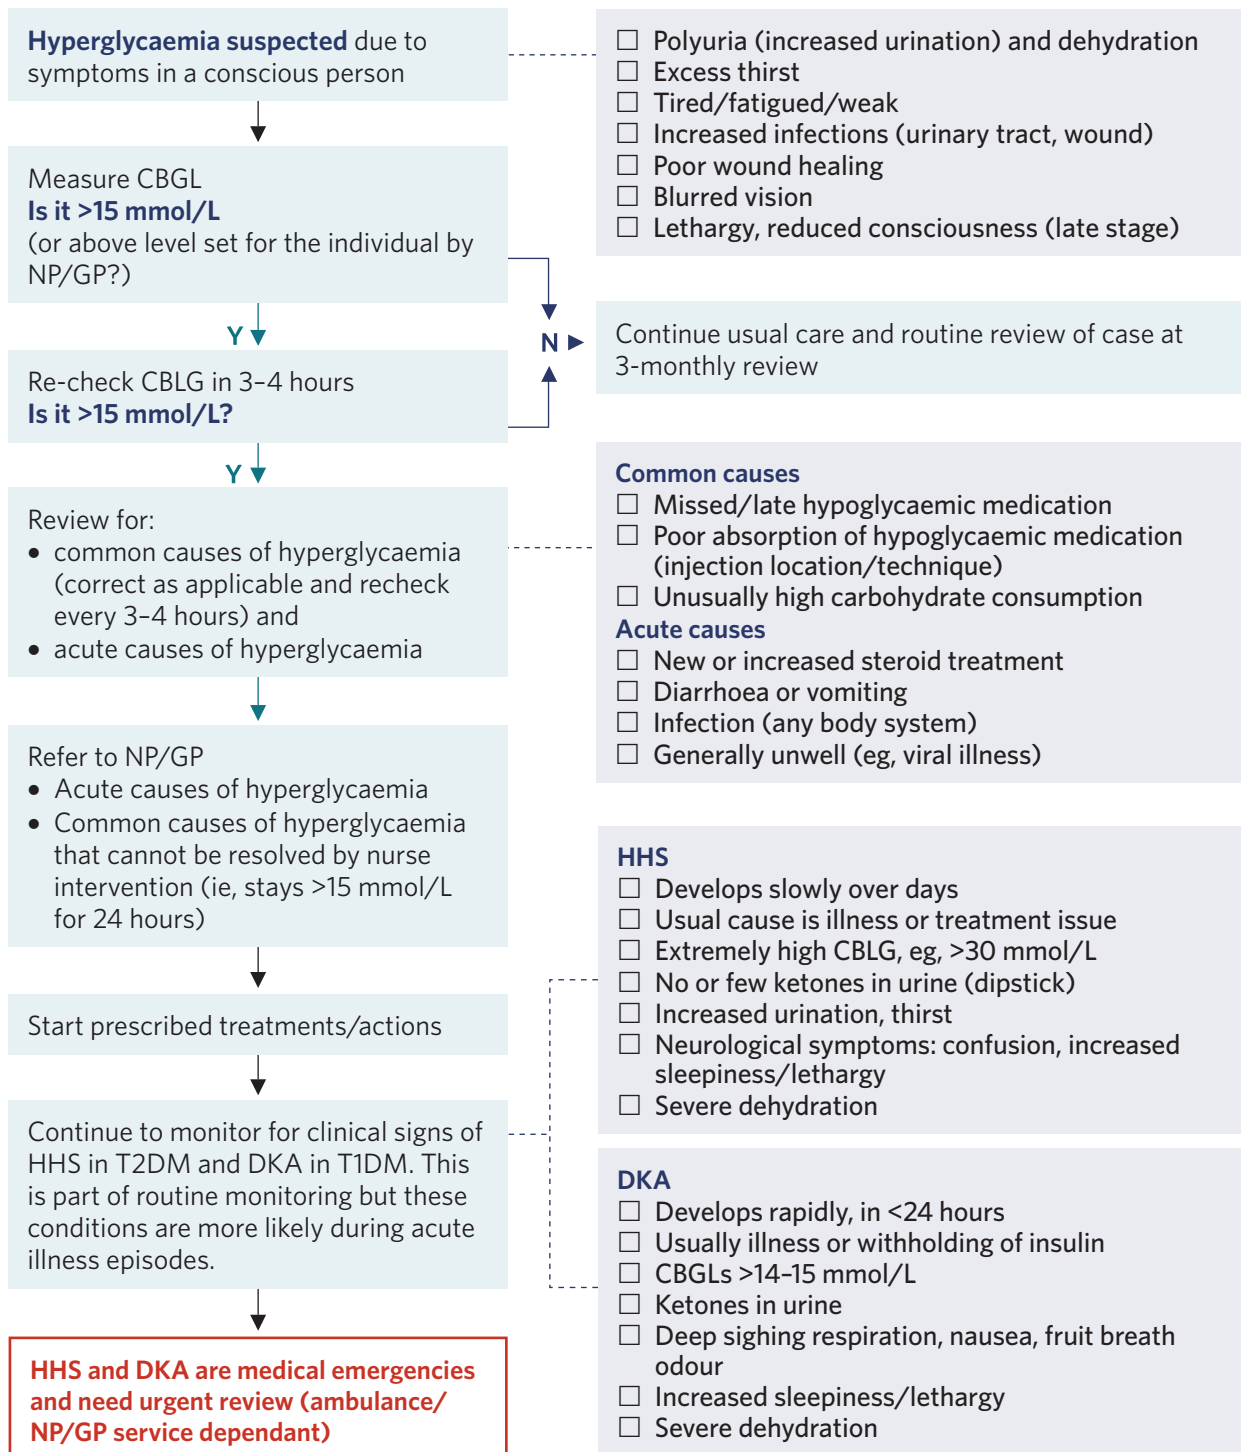 Hyperglycaemia suspected due to
symptoms in a conscious person
☐ Polyuria (increased urination) and dehydration
☐ Excess thirst
☐ Tired/fatigued/weak
☐ Increased infections (urinary tract, wound)
☐ Poor wound healing
☐ Blurred vision
☐ Lethargy, reduced consciousness (late stage)
Measure CBGL
Is it >15 mmol/L
(or above level set for the individual by
NP/GP?)
Y
N
Continue usual care and routine review of case at
3-monthly review
Re-check CBLG in 3–4 hours
Is it >15 mmol/L?
Y
Review for:
• common causes of hyperglycaemia
(correct as applicable and recheck
every 3–4 hours) and
• acute causes of hyperglycaemia
Common causes
☐ Missed/late hypoglycaemic medication
☐ Poor absorption of hypoglycaemic medication
(injection location/technique)
☐ Unusually high carbohydrate consumption
Acute causes
☐ New or increased steroid treatment
☐ Diarrhoea or vomiting
☐ Infection (any body system)
☐ Generally unwell (eg, viral illness)
Refer to NP/GP
• Acute causes of hyperglycaemia
• Common causes of hyperglycaemia
that cannot be resolved by nurse
intervention (ie, stays >15 mmol/L
for 24 hours)
Start prescribed treatments/actions
Continue to monitor for clinical signs of
HHS in T2DM and DKA in T1DM. This
is part of routine monitoring but these
conditions are more likely during acute
illness episodes.
HHS
☐ Develops slowly over days
☐ Usual cause is illness or treatment issue
☐ Extremely high CBLG, eg, >30 mmol/L
☐ No or few ketones in urine (dipstick)
☐ Increased urination, thirst
☐ Neurological symptoms: confusion, increased
sleepiness/lethargy
☐ Severe dehydration
DKA
☐ Develops rapidly, in <24 hours
☐ Usually illness or withholding of insulin
☐ CBGLs >14–15 mmol/L
☐ Ketones in urine
☐ Deep sighing respiration, nausea, fruit breath
odour
☐ Increased sleepiness/lethargy
☐ Severe dehydration
HHS and DKA are medical emergencies
and need urgent review (ambulance/
NP/GP service dependant)